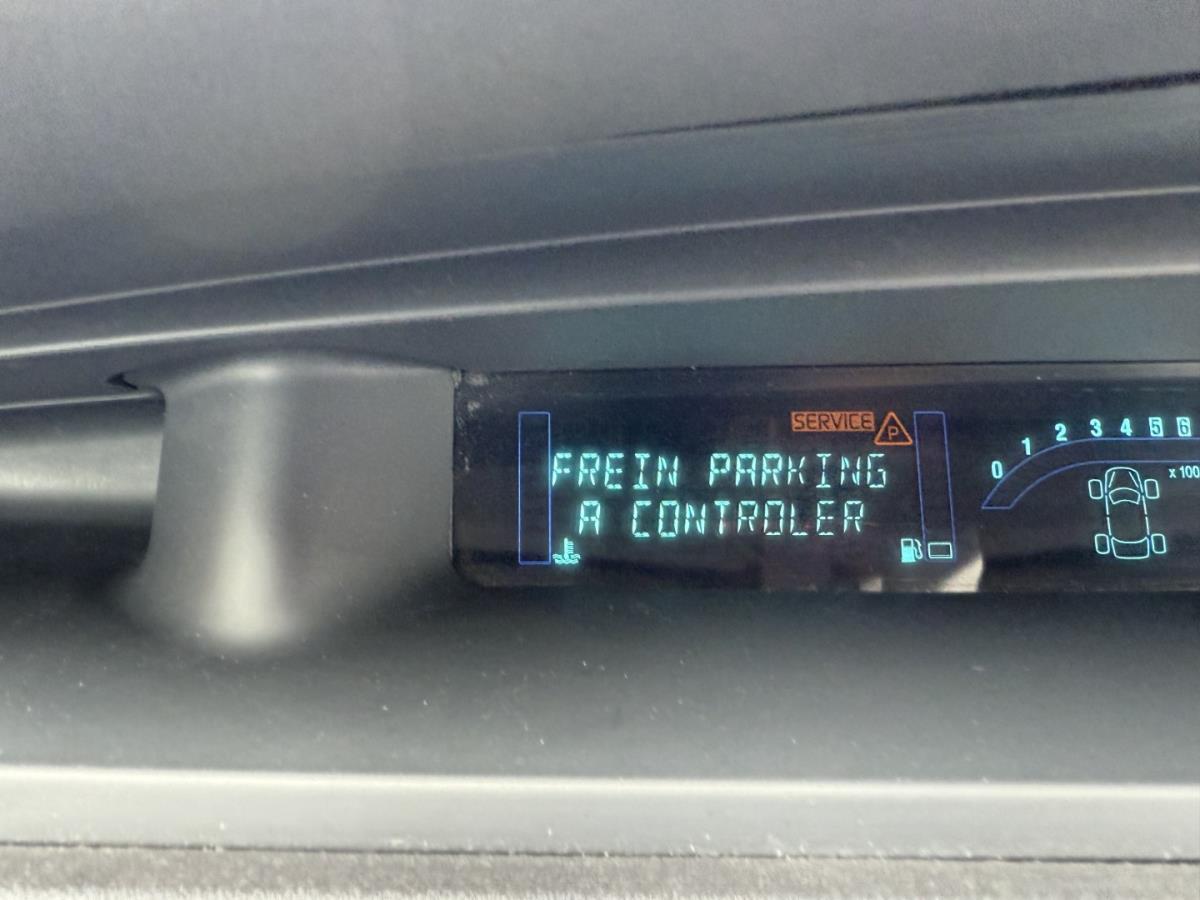 SERVICE P
FREIN PARKING
A CONTROLER
0 1 2 3 4 5 6
x 100